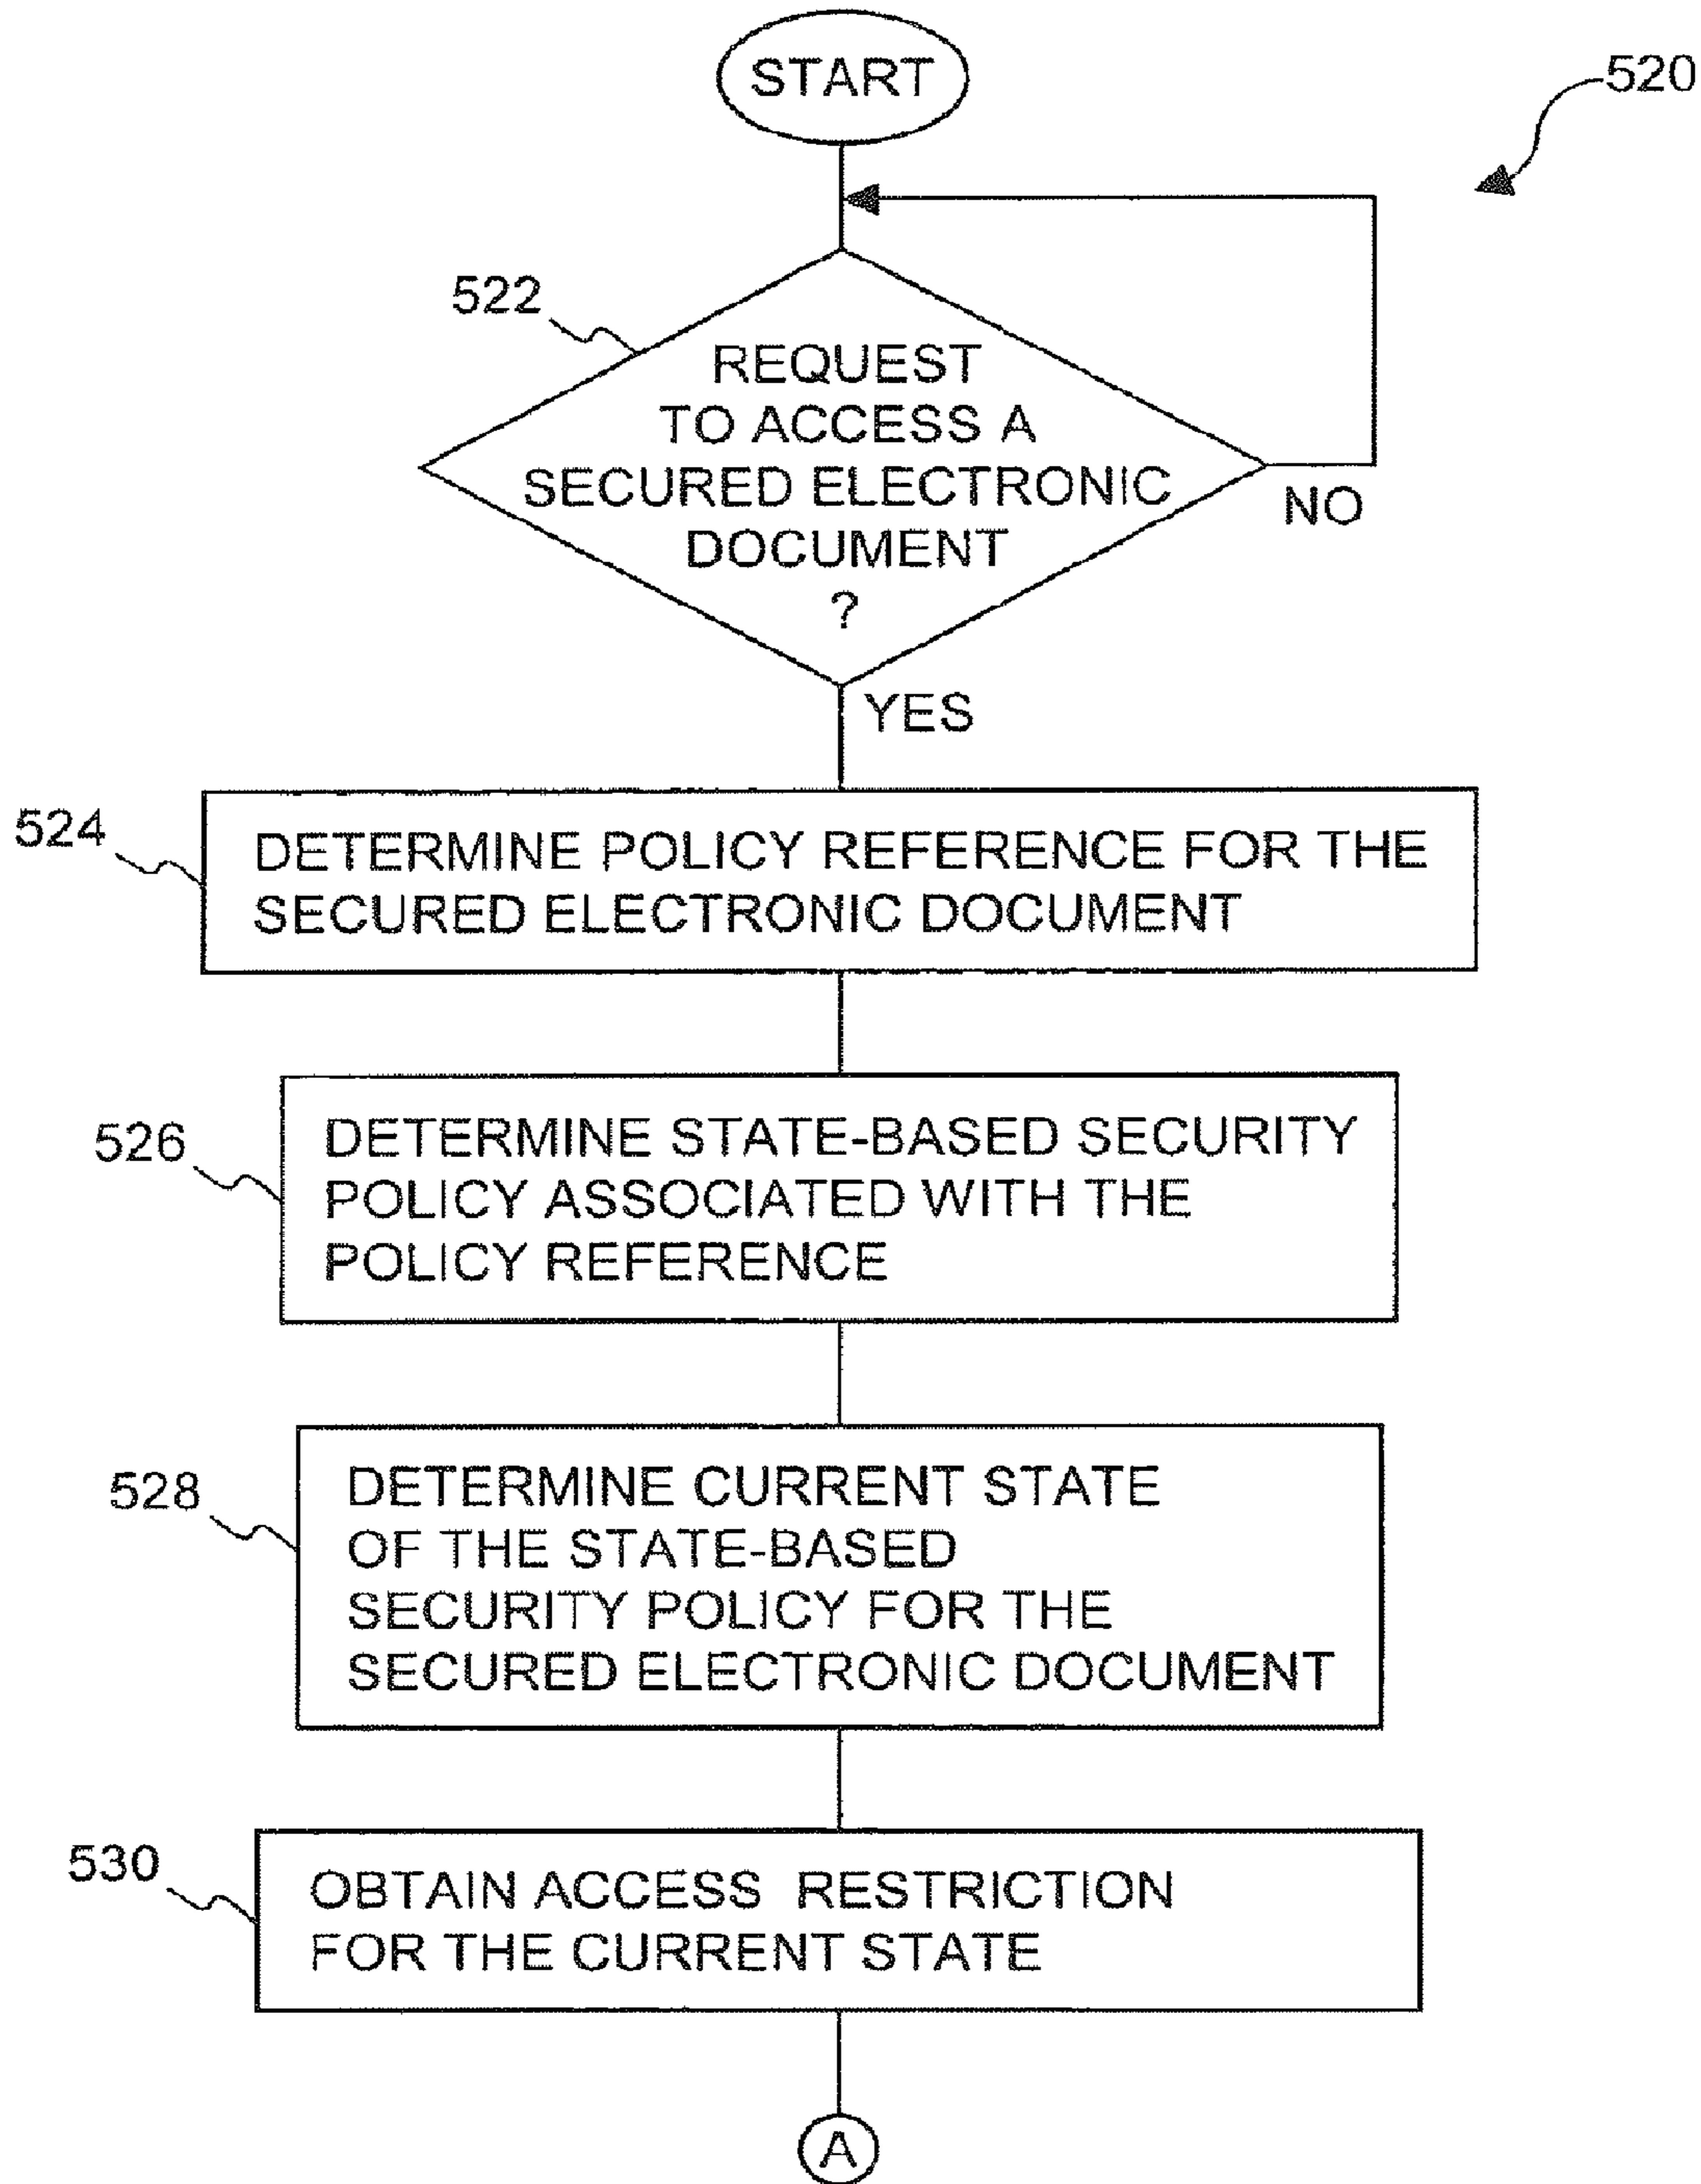 START
520
522
REQUEST
TO ACCESS A
SECURED ELECTRONIC
DOCUMENT
?
NO
YES
524
DETERMINE POLICY REFERENCE FOR THE
SECURED ELECTRONIC DOCUMENT
526
DETERMINE STATE-BASED SECURITY
POLICY ASSOCIATED WITH THE
POLICY REFERENCE
528
DETERMINE CURRENT STATE
OF THE STATE-BASED
SECURITY POLICY FOR THE
SECURED ELECTRONIC DOCUMENT
530
OBTAIN ACCESS RESTRICTION
FOR THE CURRENT STATE
A